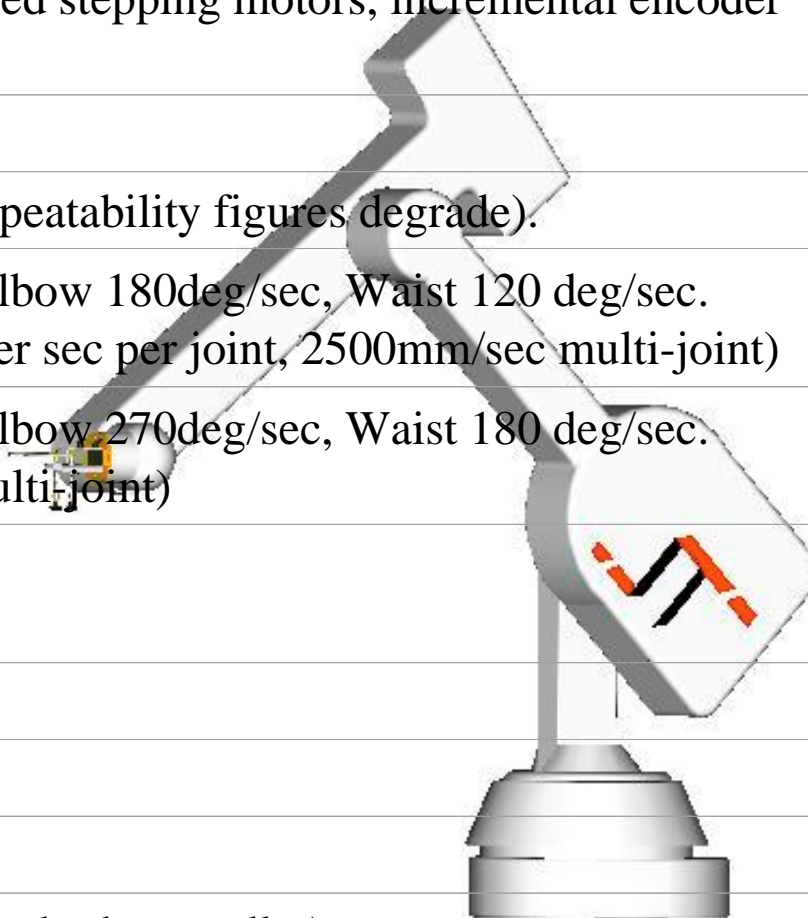 ed stepping motors, incremental encoder
peatability figures degrade).
lbow 180deg/sec, Waist 120 deg/sec.
er sec per joint, 2500mm/sec multi-joint)
lbow 270deg/sec, Waist 180 deg/sec.
ulti-joint)